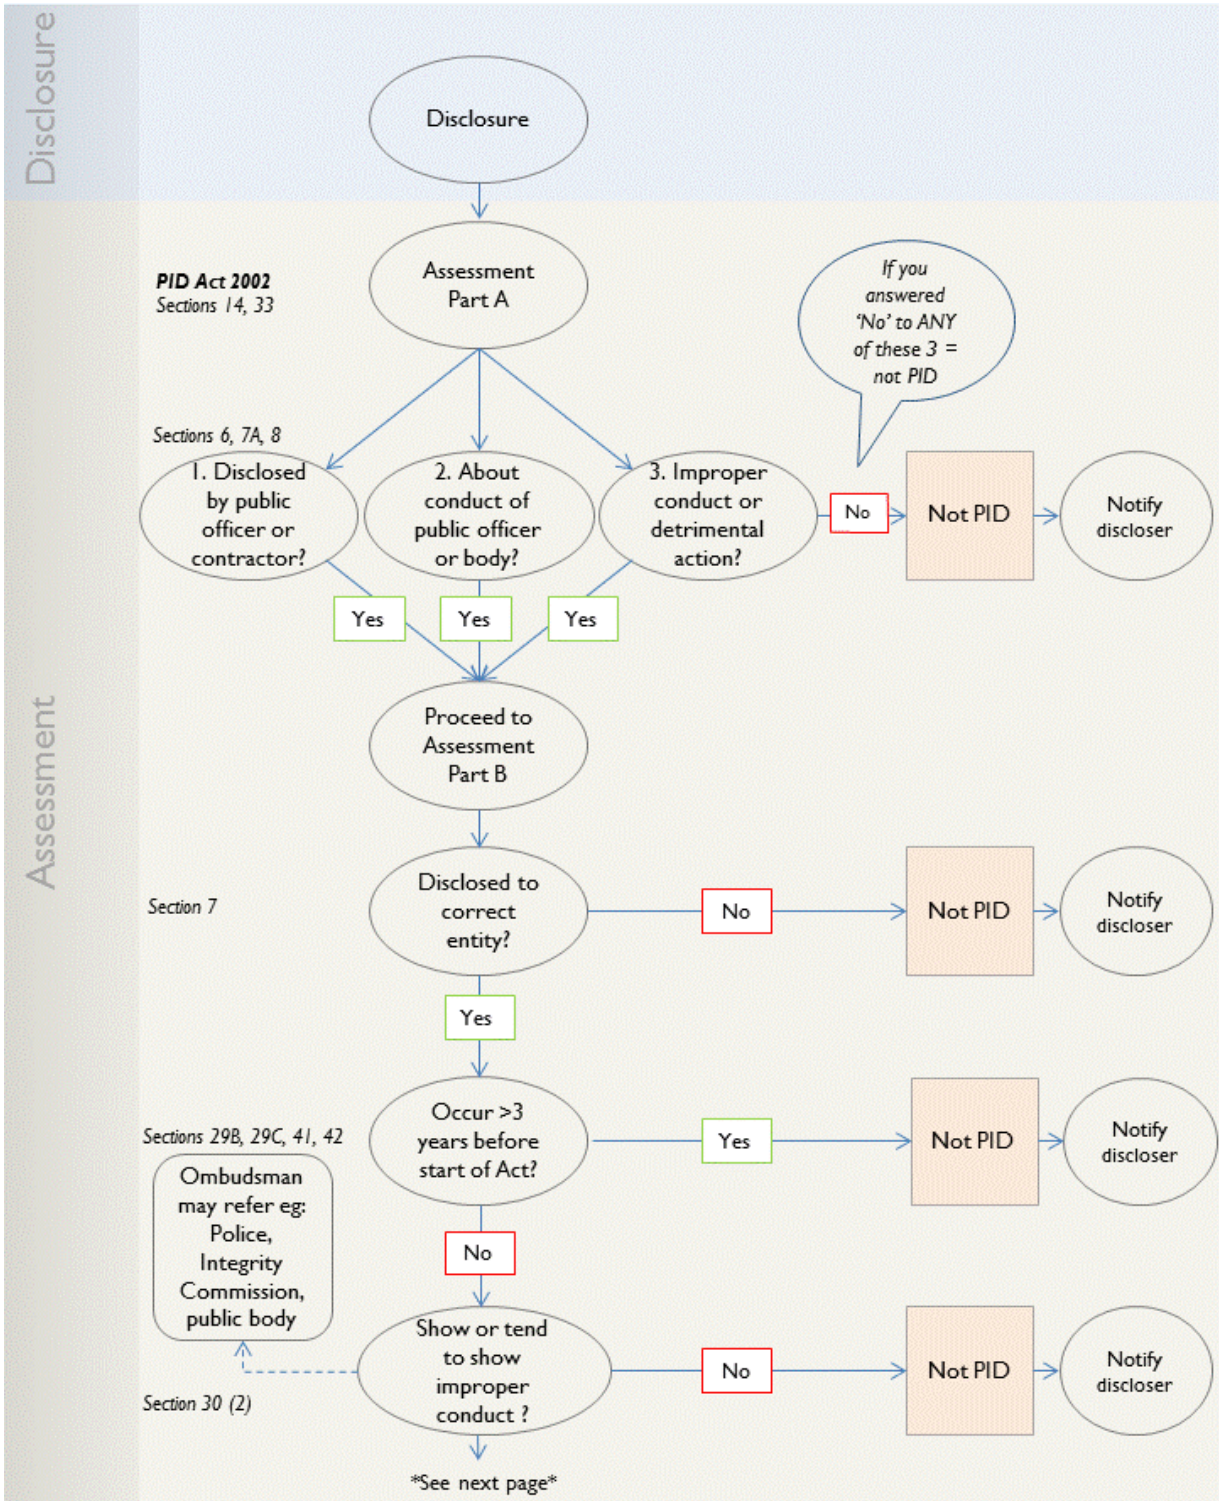 Disclosure
Disclosure
Assessment
Part A
PID Act 2002
Sections 14, 33
If you
answered
‘No’ to ANY
of these 3 =
not PID
Sections 6, 7A, 8
1. Disclosed
by public
officer or
contractor?
2. About
conduct of
public officer
or body?
3. Improper
conduct or
detrimental
action?
No
Not PID
Notify
discloser
Yes
Yes
Yes
Assessment
Proceed to
Assessment
Part B
Section 7
Disclosed to
correct
entity?
No
Not PID
Notify
discloser
Yes
Sections 29B, 29C, 41, 42
Occur >3
years before
start of Act?
Yes
Not PID
Notify
discloser
Ombudsman
may refer eg:
Police,
Integrity
Commission,
public body
No
Show or tend
to show
improper
conduct ?
No
Not PID
Notify
discloser
Section 30 (2)
*See next page*